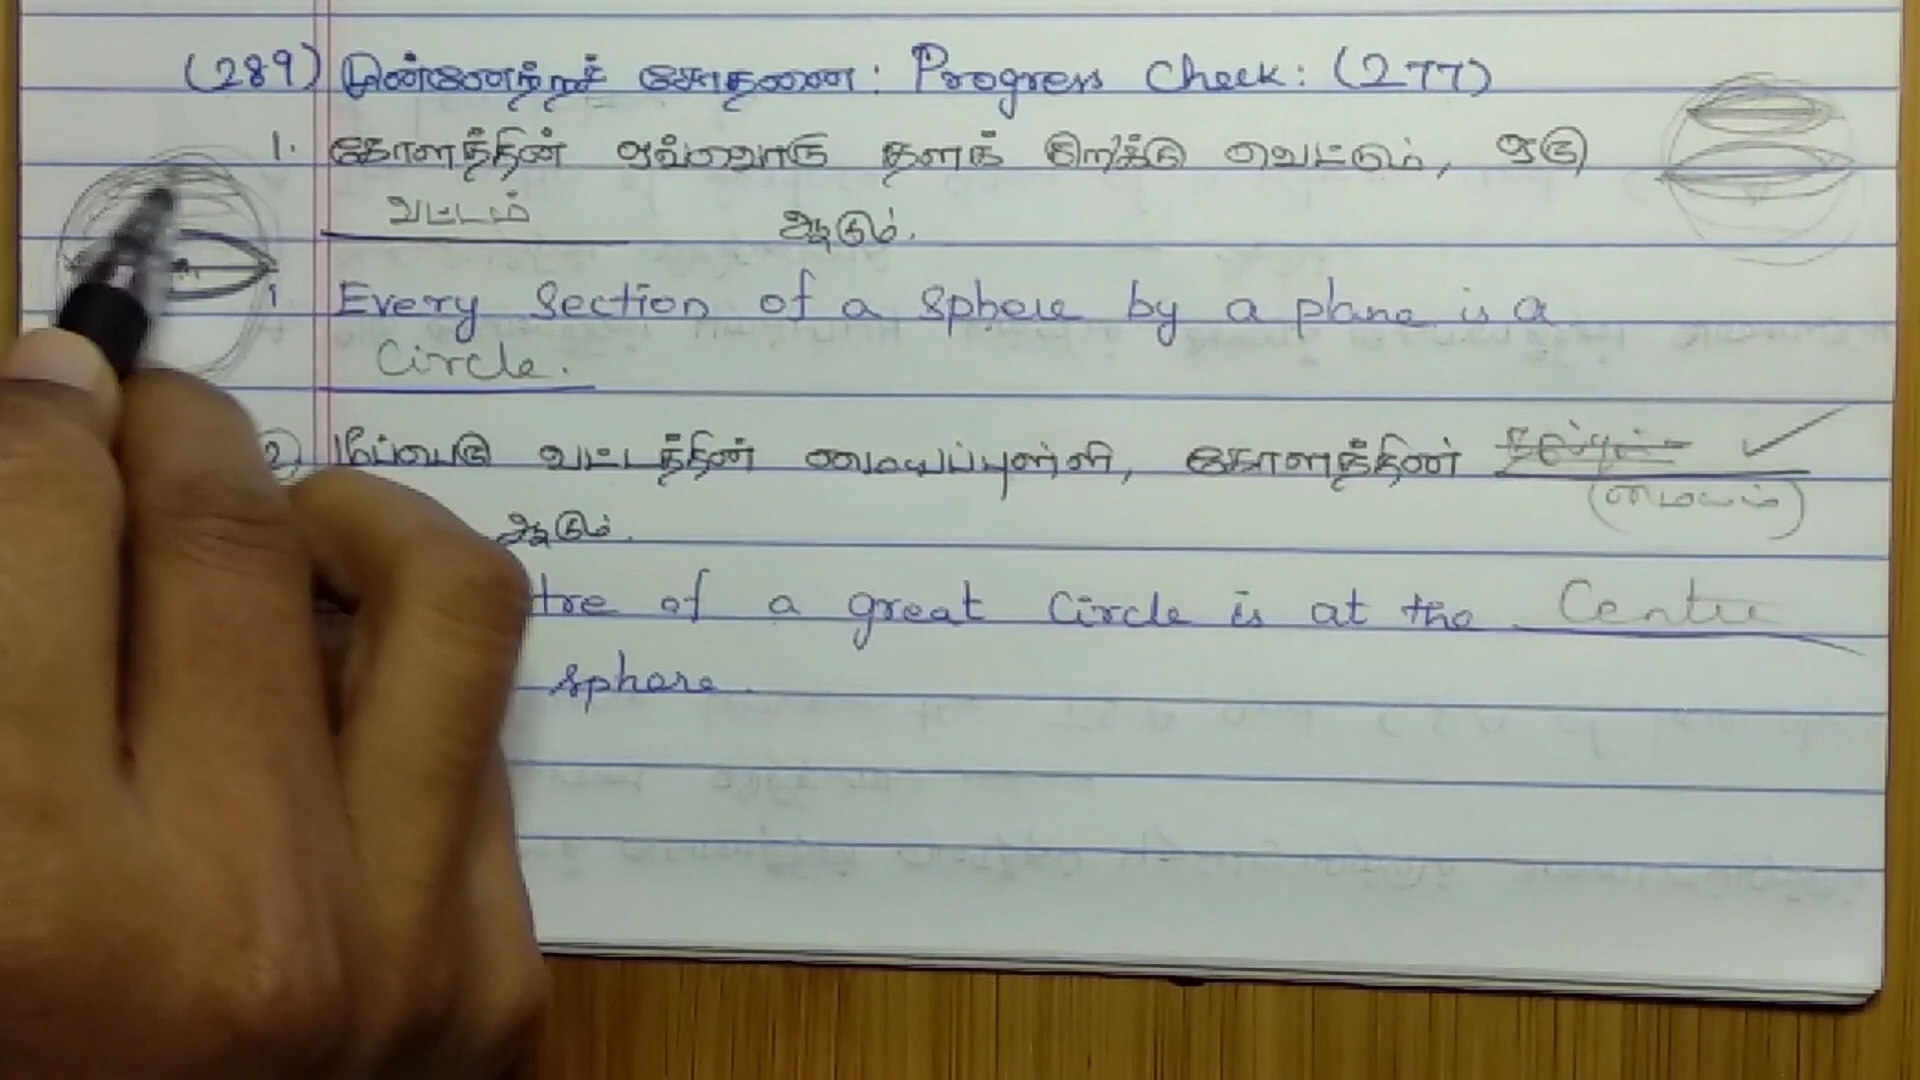 (289) முன்னேற்றச் சோதனை: Progress Check: (277)
1. கோளத்தின் ஒவ்வொரு தளக் குறுக்கு வெட்டும், ஒரு
வட்டம் ஆகும்.
1 Every Section of a sphere by a plane is a
Circle.
2) மீப்பெரு வட்டத்தின் மையப்புள்ளி, கோளத்தின்
(மையம்)
ஆகும்.
tre of a great Circle is at the Centre
sphere.